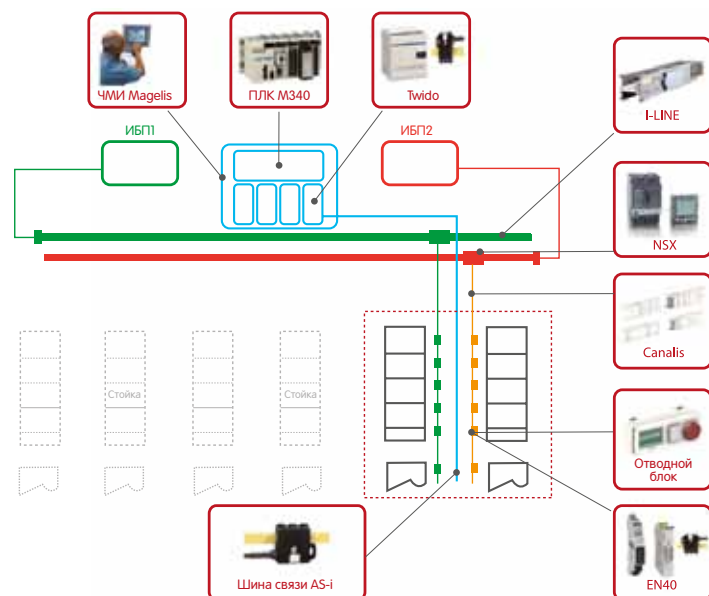 ЧМИ Magelis
ПЛК M340
Twido
I-LINE
ИБП1
ИБП2
NSX
Canalis
Стойка
Стойка
Отводной
блок
Шина связи AS-i
EN40